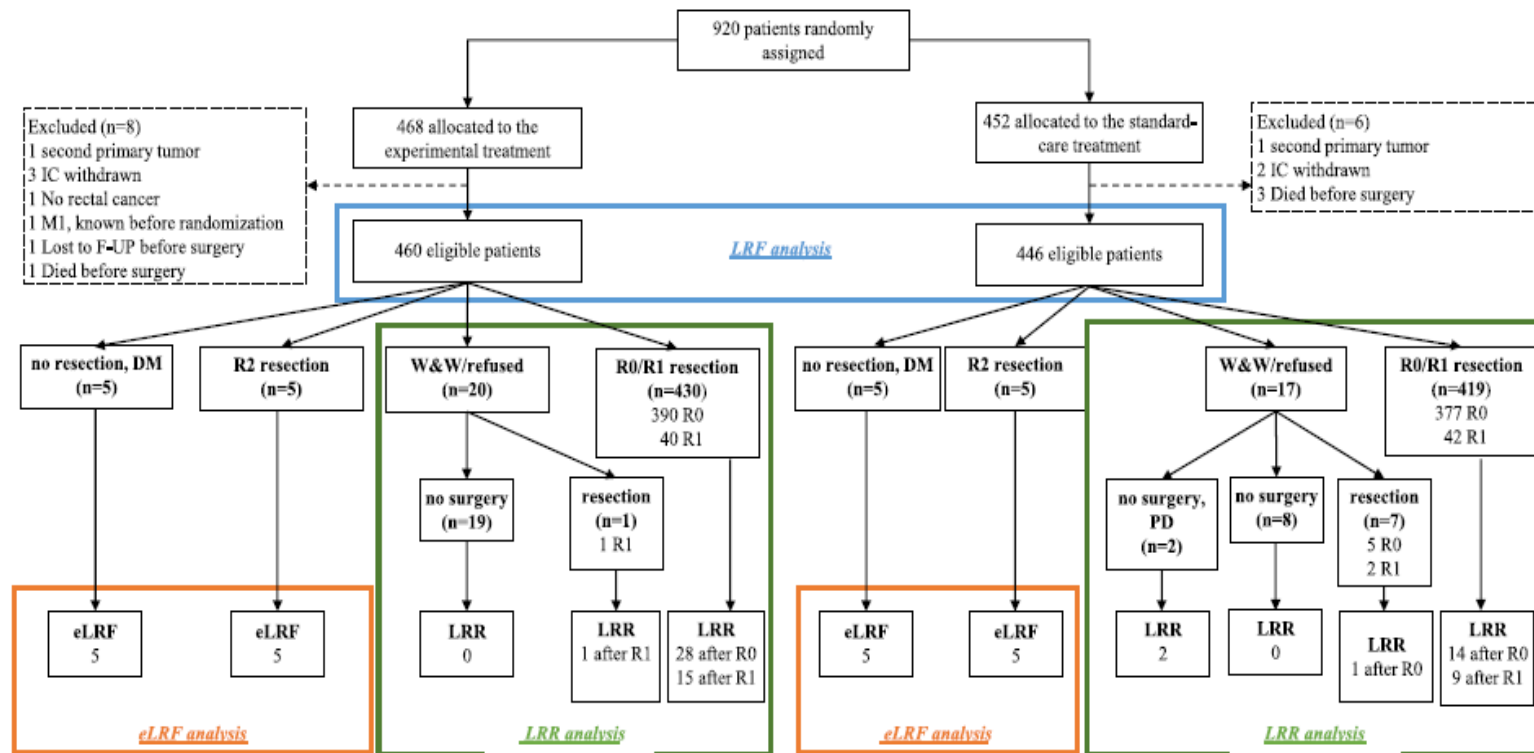 920 patients randomly
assigned
Excluded (n=8)
1 second primary tumor
3 IC withdrawn
1 No rectal cancer
1 M1, known before randomization
1 Lost to F-UP before surgery
1 Died before surgery
468 allocated to the
experimental treatment
452 allocated to the standard-
care treatment
Excluded (n=6)
1 second primary tumor
2 IC withdrawn
3 Died before surgery
460 eligible patients
LRF analysis
446 eligible patients
no resection, DM
(n=5)
R2 resection
(n=5)
W&W/refused
(n=20)
R0/R1 resection
(n=430)
390 R0
40 R1
no resection, DM
(n=5)
R2 resection
(n=5)
W&W/refused
(n=17)
R0/R1 resection
(n=419)
377 R0
42 R1
no surgery
(n=19)
resection
(n=1)
1 R1
no surgery,
PD
(n=2)
no surgery
(n=8)
resection
(n=7)
5 R0
2 R1
eLRF
5
eLRF
5
LRR
0
LRR
1 after R1
LRR
28 after R0
15 after R1
eLRF
5
eLRF
5
LRR
2
LRR
0
LRR
1 after R0
LRR
14 after R0
9 after R1
eLRF analysis
LRR analysis
eLRF analysis
LRR analysis